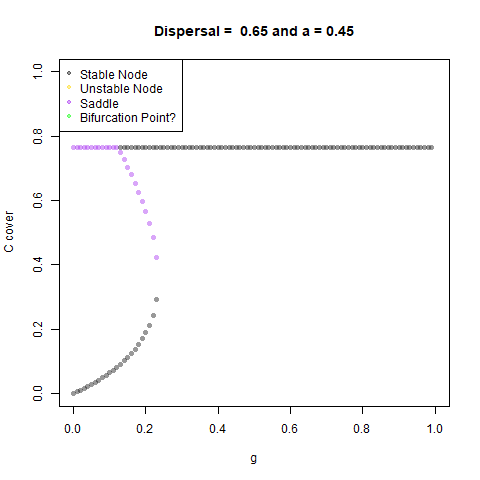 Dispersal =  0.65 and a = 0.45
Stable Node
Unstable Node
Saddle
Bifurcation Point?
C cover
1.0
0.8
0.6
0.4
0.2
0.0
0.0 0.2 0.4 0.6 0.8 1.0
g